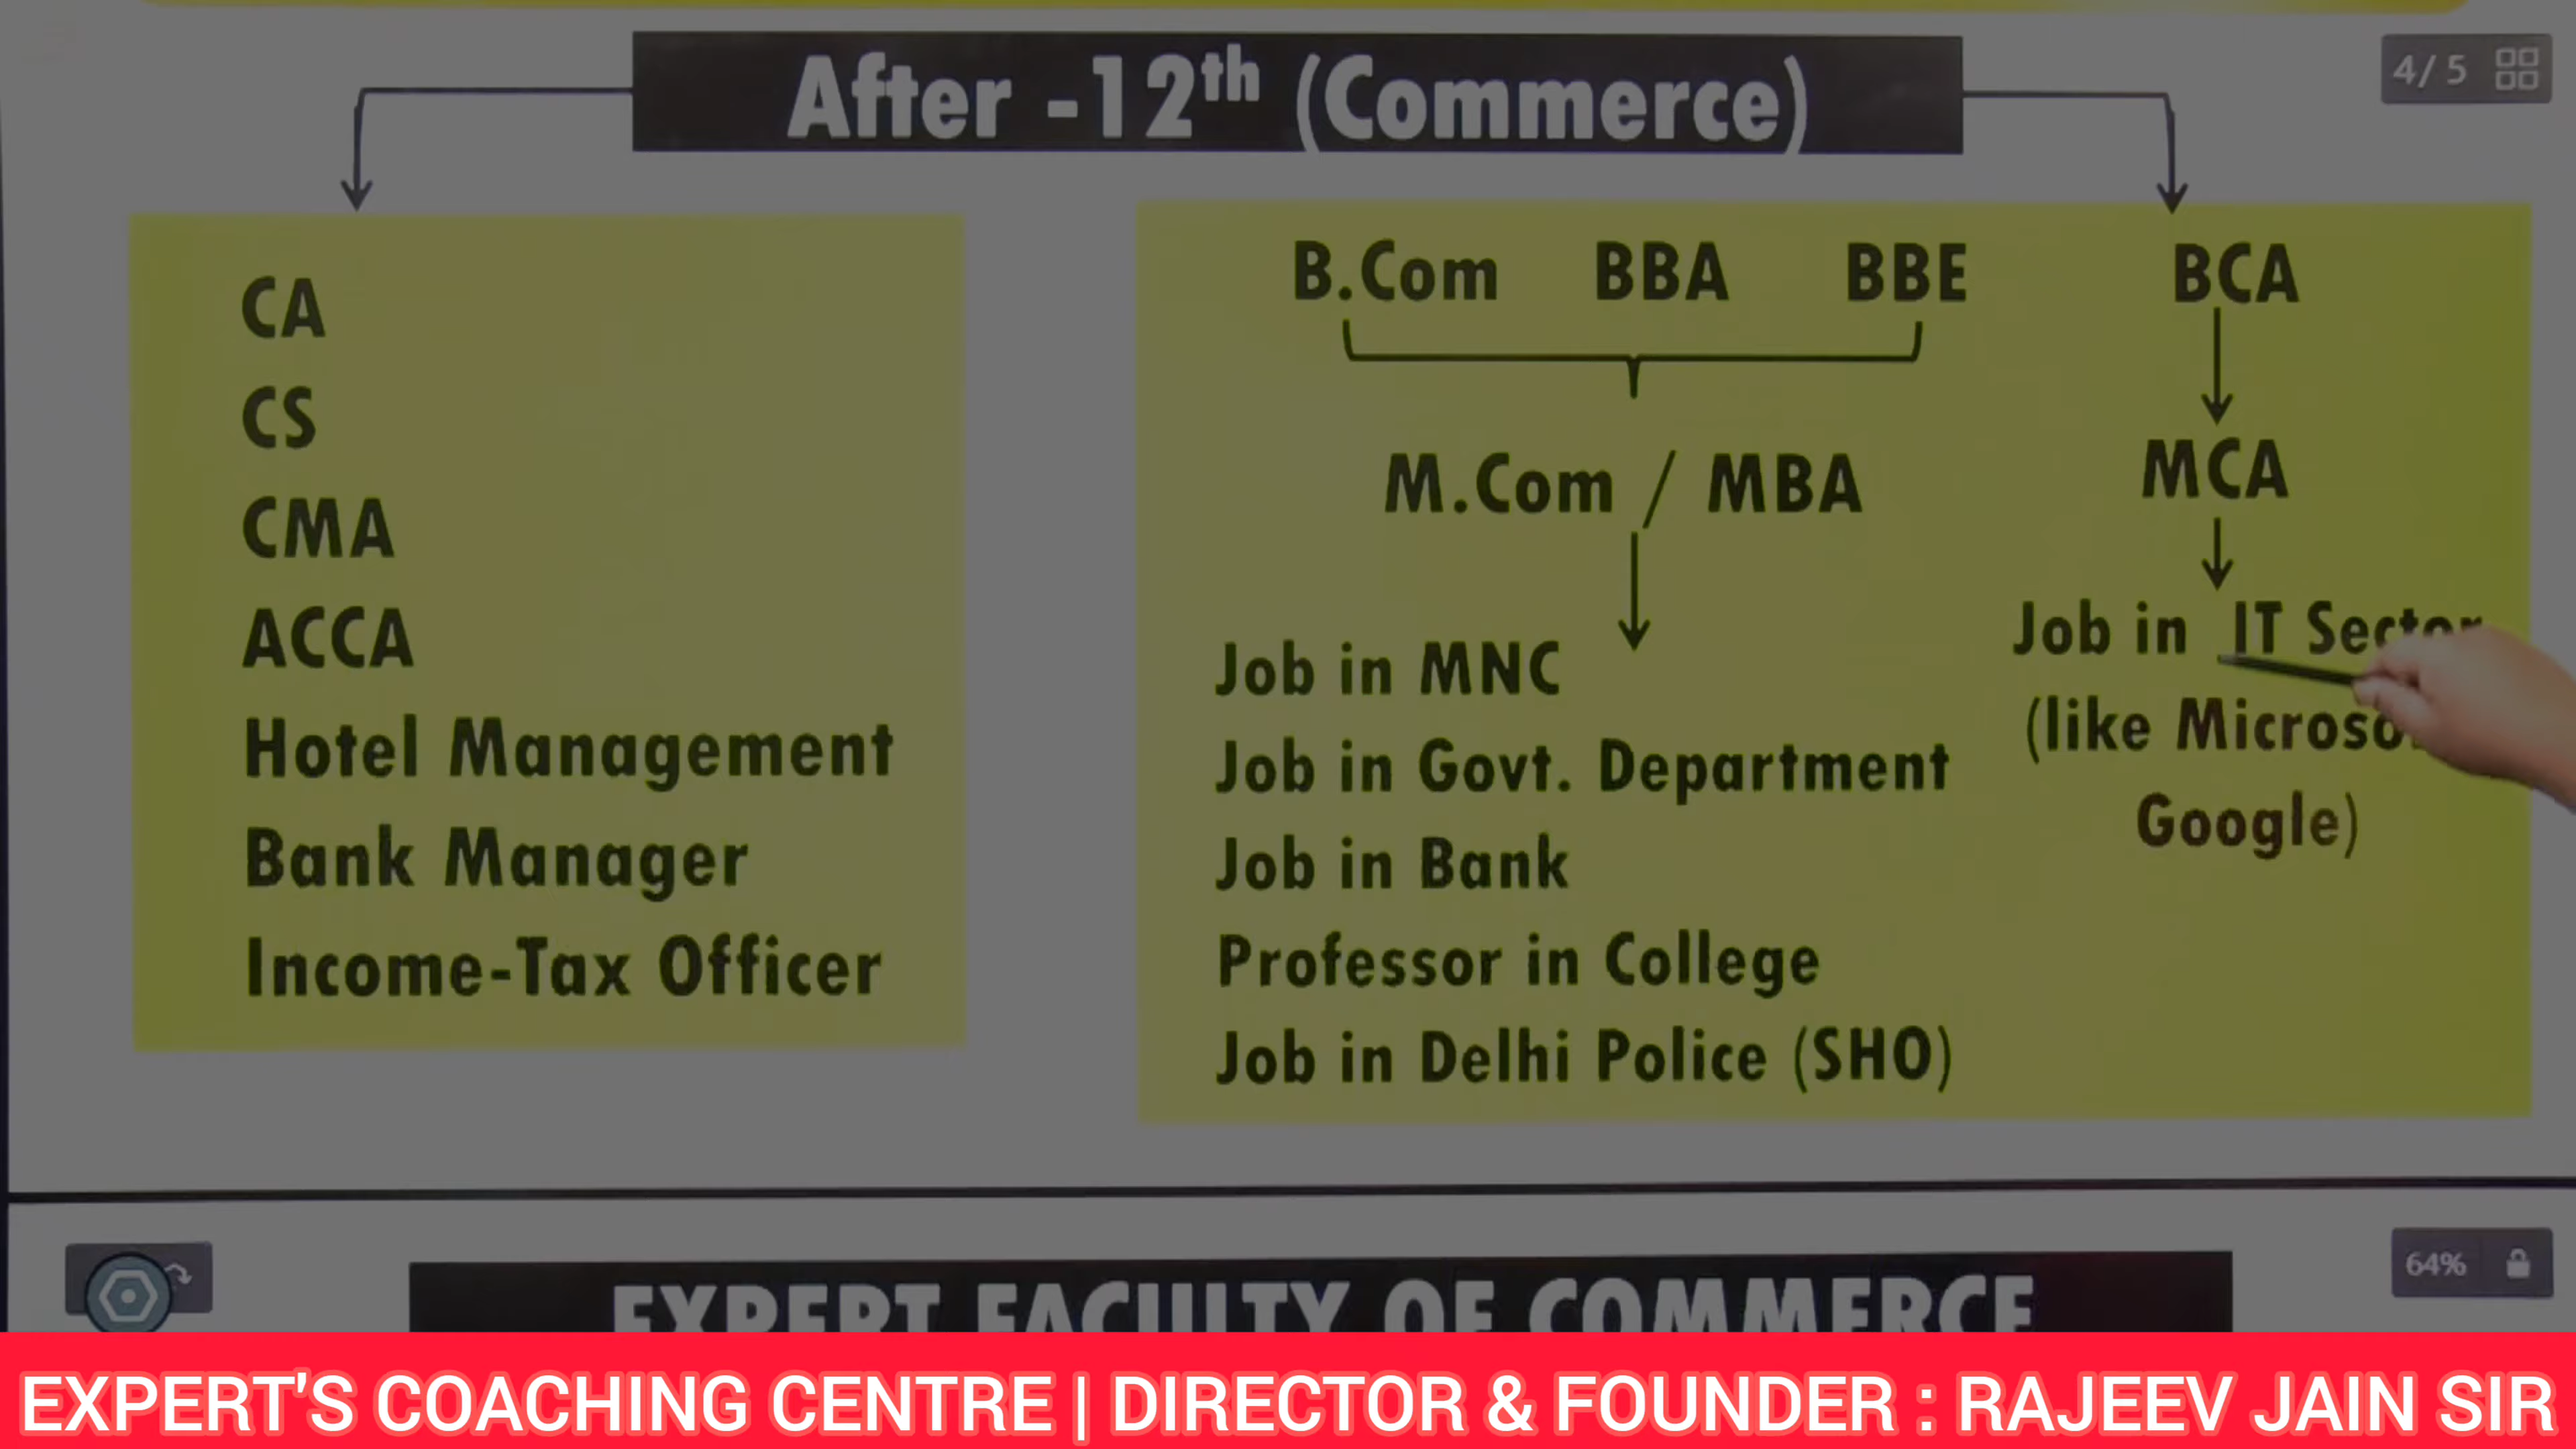 After -12th (Commerce)
4/5
CA
CS
CMA
ACCA
Hotel Management
Bank Manager
Income-Tax Officer
B.Com BBA BBE BCA
M.Com / MBA
MCA
Job in MNC
Job in Govt. Department
Job in Bank
Professor in College
Job in Delhi Police (SHO)
Job in IT Sector
(like
Google)
64%
EXPERT FACULTY OF COMMERCE
EXPERT'S COACHING CENTRE | DIRECTOR & FOUNDER : RAJEEV JAIN SIR